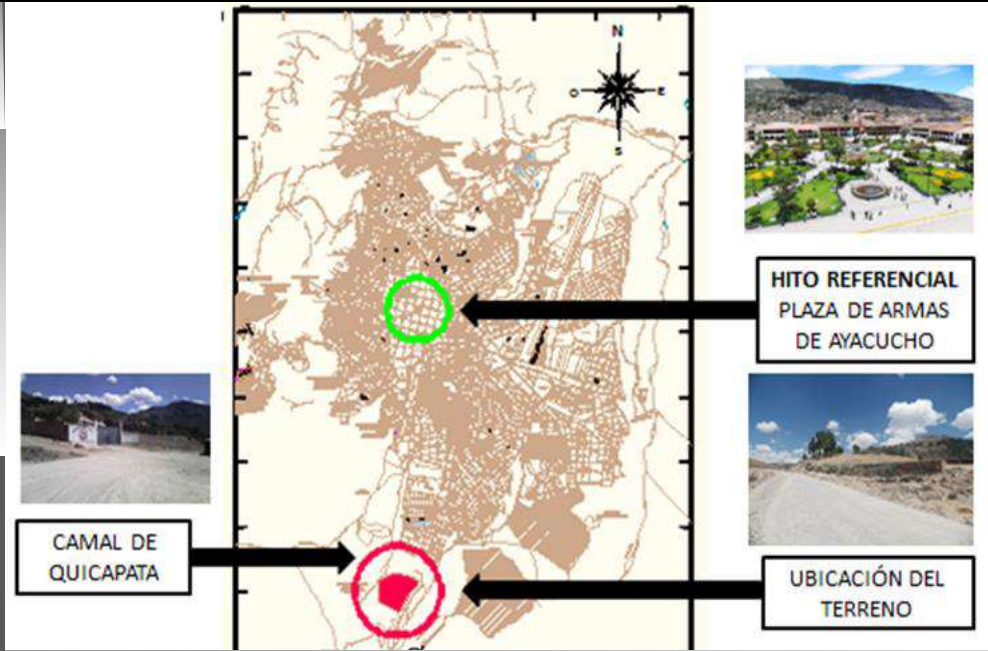 N
O
E
S
HITO REFERENCIAL
PLAZA DE ARMAS
DE AYACUCHO
CAMAL DE
QUICAPATA
UBICACIÓN DEL
TERRENO